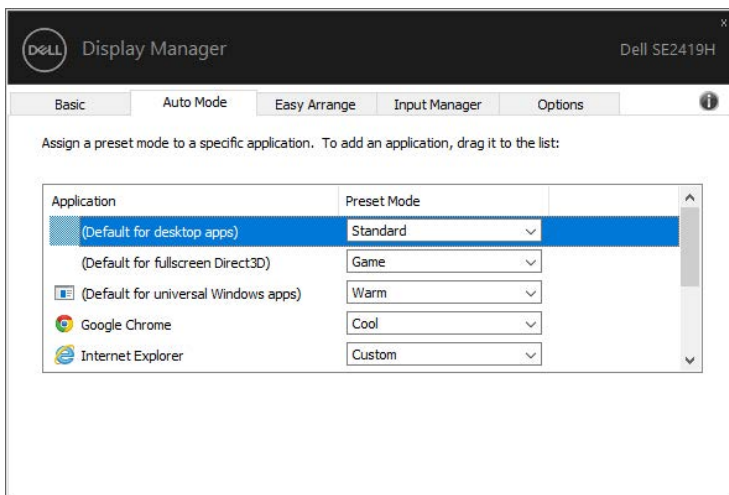 x
DELL Display Manager Dell SE2419H
Basic Auto Mode Easy Arrange Input Manager Options i
Assign a preset mode to a specific application. To add an application, drag it to the list:
Application Preset Mode
(Default for desktop apps) Standard
(Default for fullscreen Direct3D) Game
(Default for universal Windows apps) Warm
Google Chrome Cool
Internet Explorer Custom